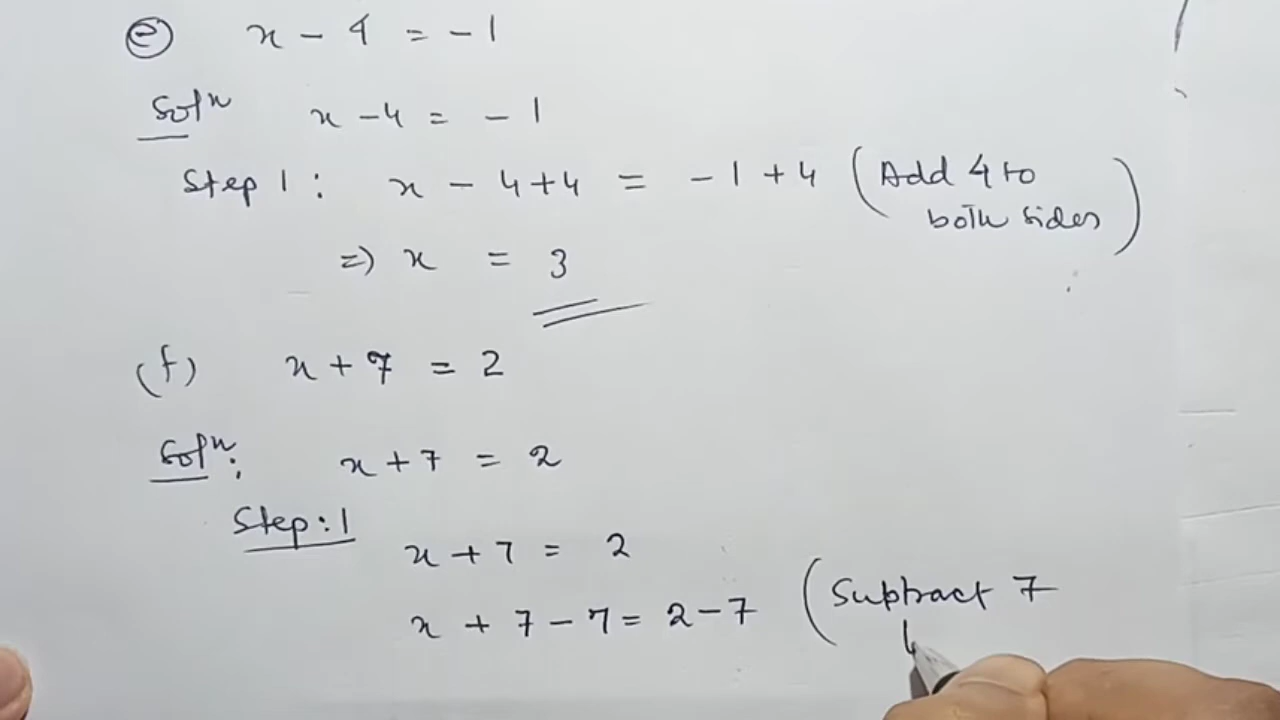 (e) x - 4 = -1
Solⁿ x - 4 = - 1
Step 1 : x - 4+4 = -1 + 4 (Add 4 to
both sides)
=> x = 3
(f) x + 7 = 2
Solⁿ: x + 7 = 2
Step : 1
x + 7 = 2
x + 7 - 7 = 2 - 7 (Subtract 7